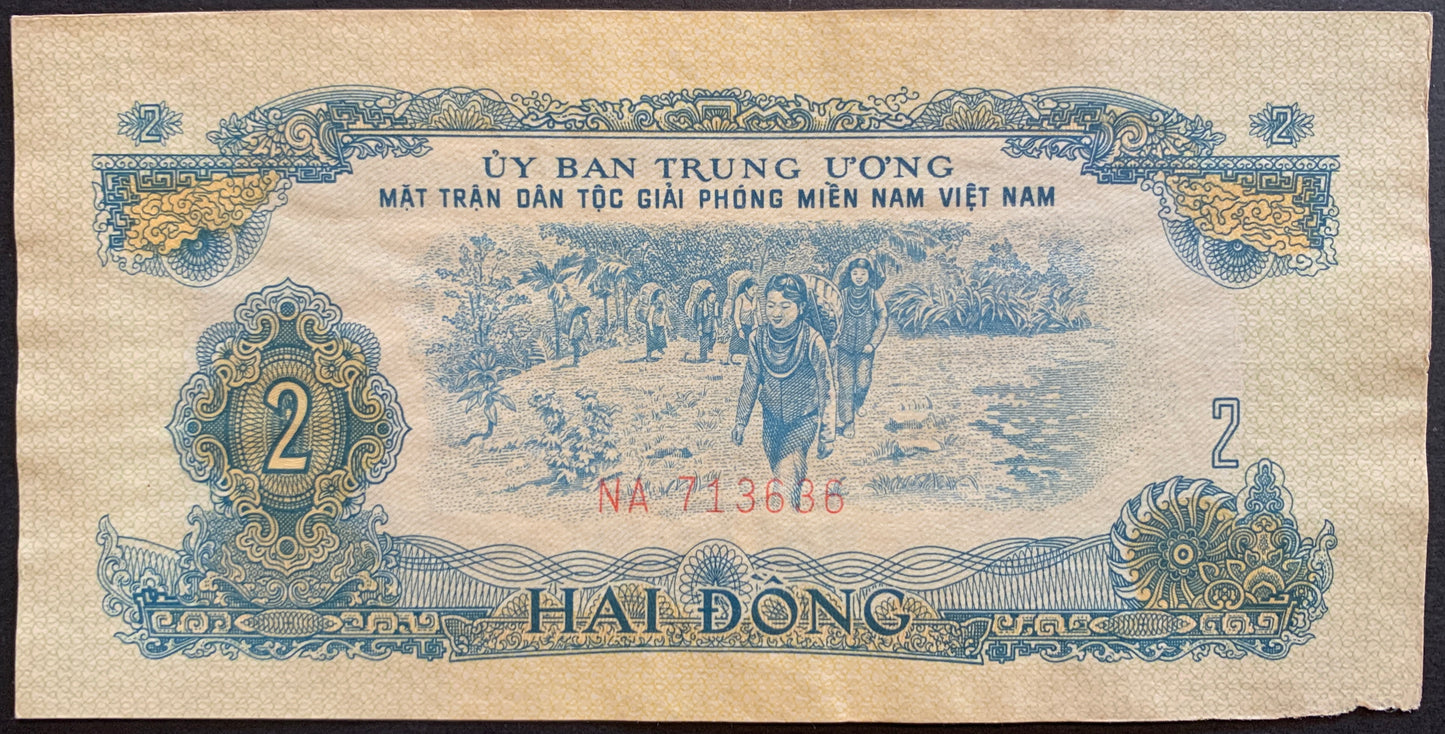 2 2
ỦY BAN TRUNG ƯƠNG
MẶT TRẬN DÂN TỘC GIẢI PHÓNG MIỀN NAM VIỆT NAM
2
2
NA 713636
HAI ĐỒNG